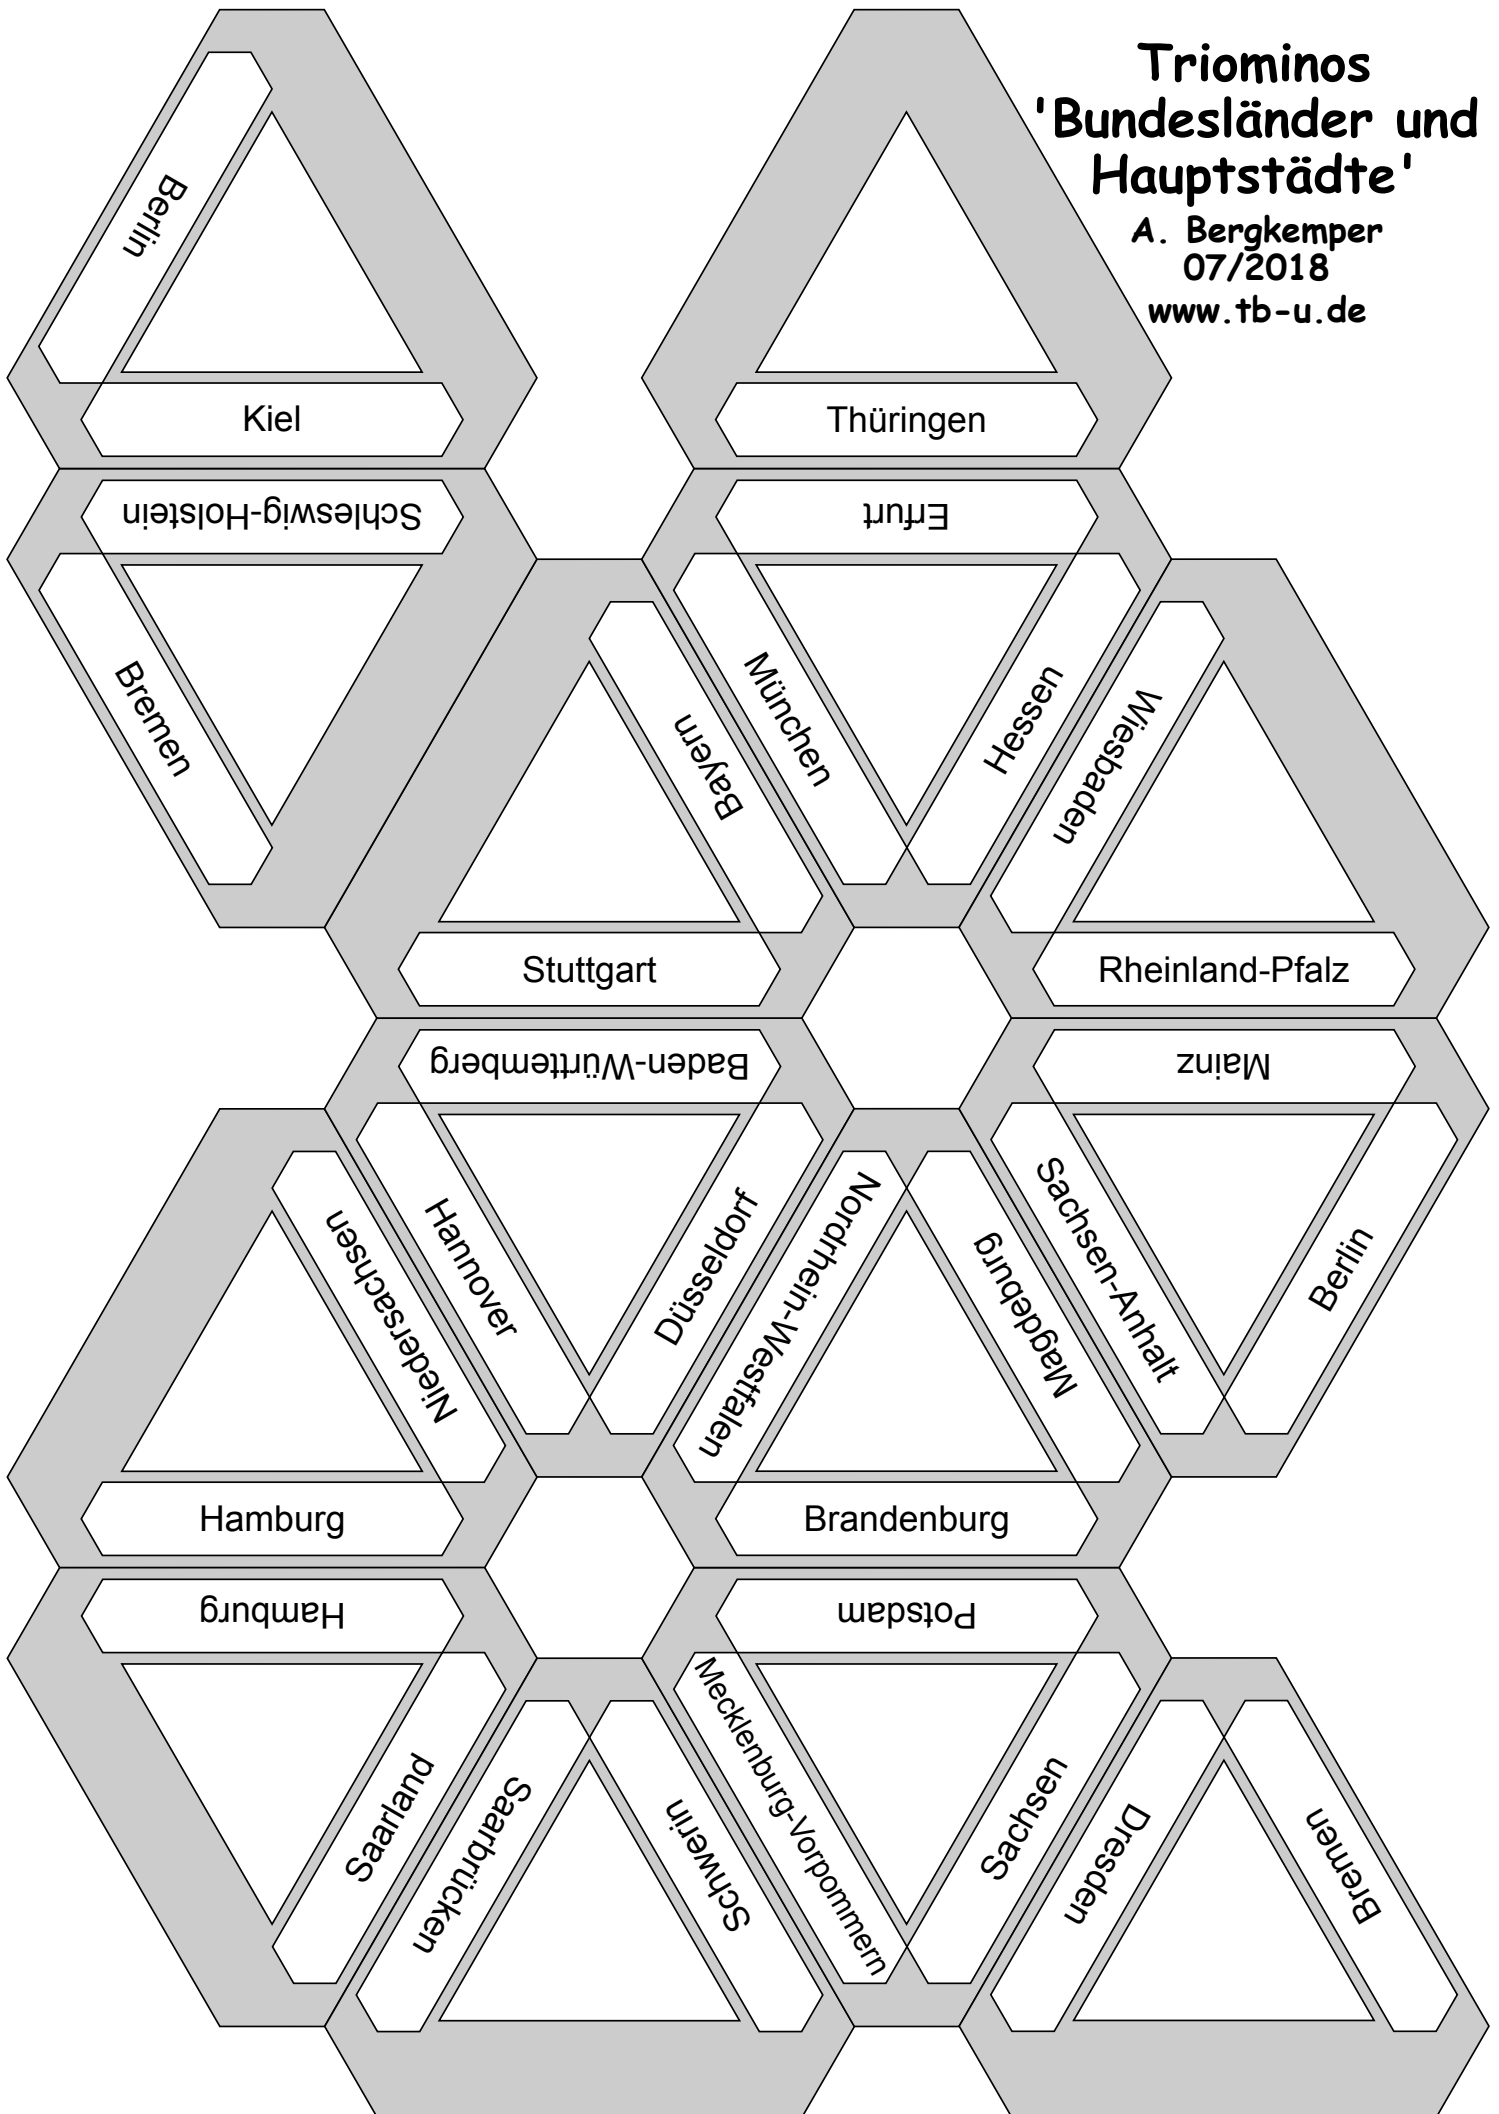 Triominos
'Bundesländer und
Hauptstädte'
A. Bergkemper
07/2018
www.tb-u.de
Berlin
Kiel
Thüringen
Schleswig-Holstein
Erfurt
Bremen
Bayern
München
Hessen
Wiesbaden
Stuttgart
Rheinland-Pfalz
Baden-Württemberg
Mainz
Niedersachsen
Hannover
Düsseldorf
Nordrhein-Westfalen
Magdeburg
Sachsen-Anhalt
Berlin
Hamburg
Brandenburg
Hamburg
Potsdam
Saarland
Saarbrücken
Schwerin
Mecklenburg-Vorpommern
Sachsen
Dresden
Bremen